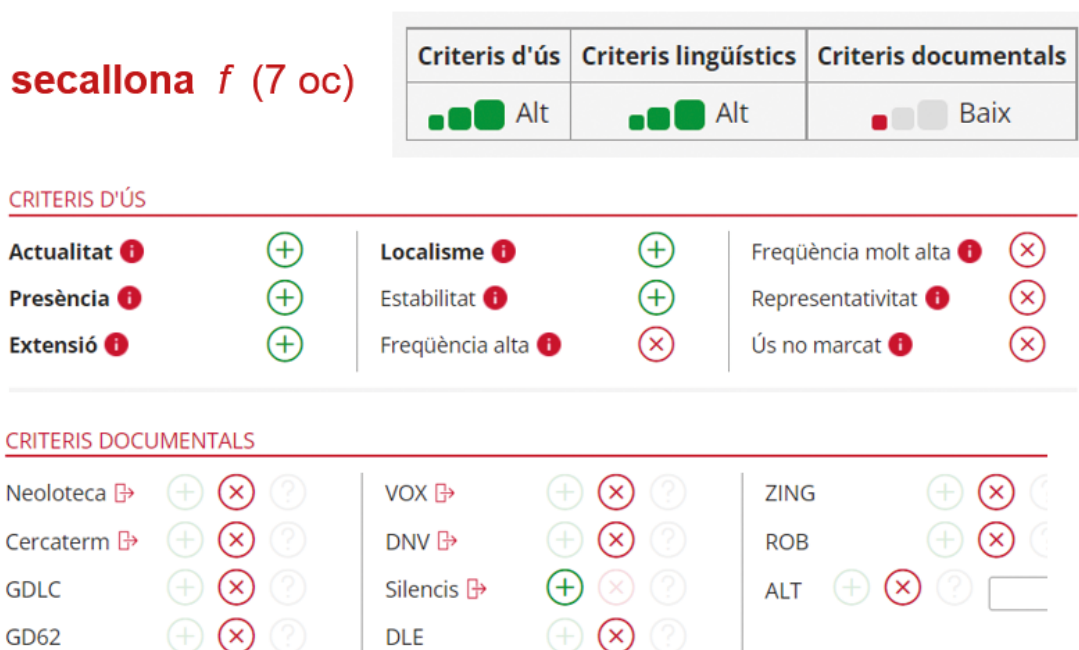 secallona f (7 oc)
Criteris d'ús Criteris lingüístics Criteris documentals
Alt Alt Baix
CRITERIS D'ÚS
Actualitat Localisme Freqüència molt alta
Presència Estabilitat Representativitat
Extensió Freqüència alta Ús no marcat
CRITERIS DOCUMENTALS
Neoloteca VOX ZING
Cercaterm DNV ROB
GDLC Silencis ALT
GD62 DLE